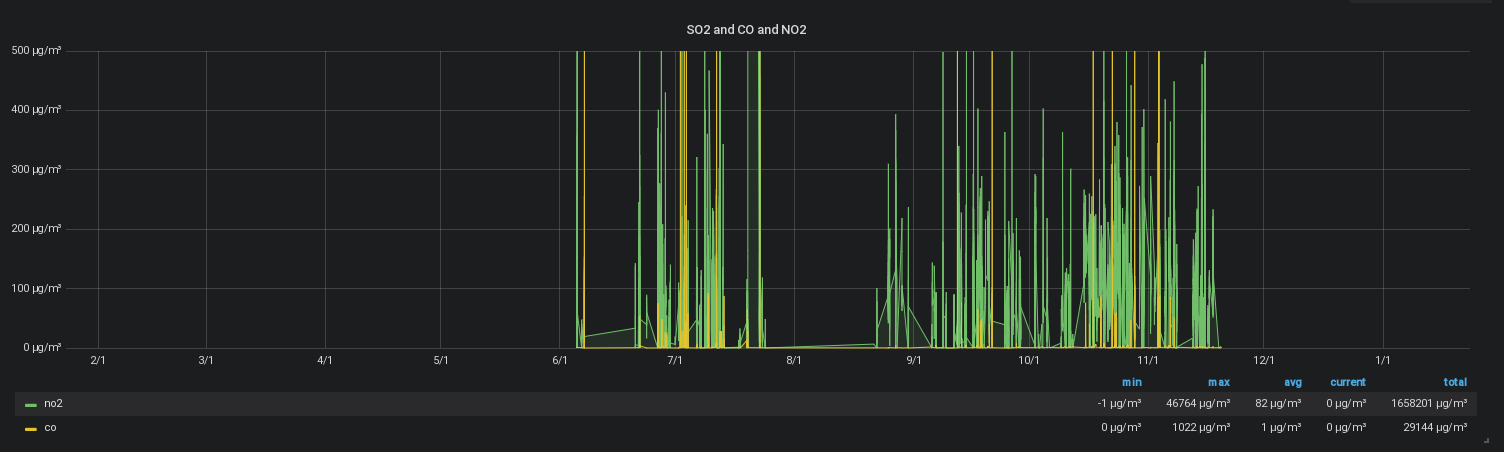 SO2 and CO and NO2
500 µg/m³
400 µg/m³
300 µg/m³
200 µg/m³
100 µg/m³
0 µg/m³
2/1 3/1 4/1 5/1 6/1 7/1 8/1 9/1 10/1 11/1 12/1 1/1
min max avg current total
no2 -1 µg/m³ 46764 µg/m³ 82 µg/m³ 0 µg/m³ 1658201 µg/m³
co 0 µg/m³ 1022 µg/m³ 1 µg/m³ 0 µg/m³ 29144 µg/m³